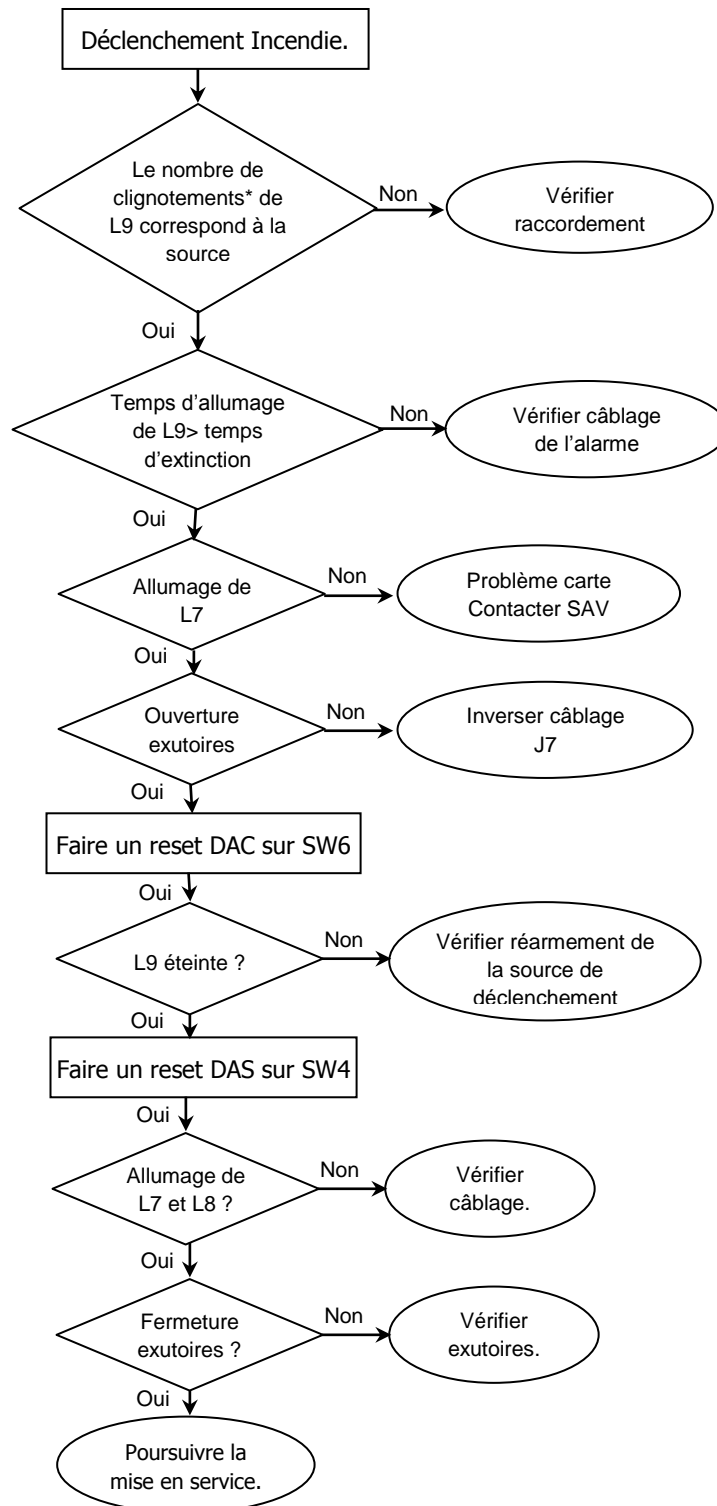 Déclenchement Incendie.
Le nombre de
clignotements* de
L9 correspond à la
source
Non
Vérifier
raccordement
Oui
Temps d'allumage
de L9> temps
d'extinction
Non
Vérifier câblage
de l'alarme
Oui
Allumage de
L7
Non
Problème carte
Contacter SAV
Oui
Ouverture
exutoires
Non
Inverser câblage
J7
Oui
Faire un reset DAC sur SW6
Oui
L9 éteinte ?
Non
Vérifier réarmement de
la source de
déclenchement
Oui
Faire un reset DAS sur SW4
Oui
Allumage de
L7 et L8 ?
Non
Vérifier
câblage.
Oui
Fermeture
exutoires ?
Non
Vérifier
exutoires.
Oui
Poursuivre la
mise en service.